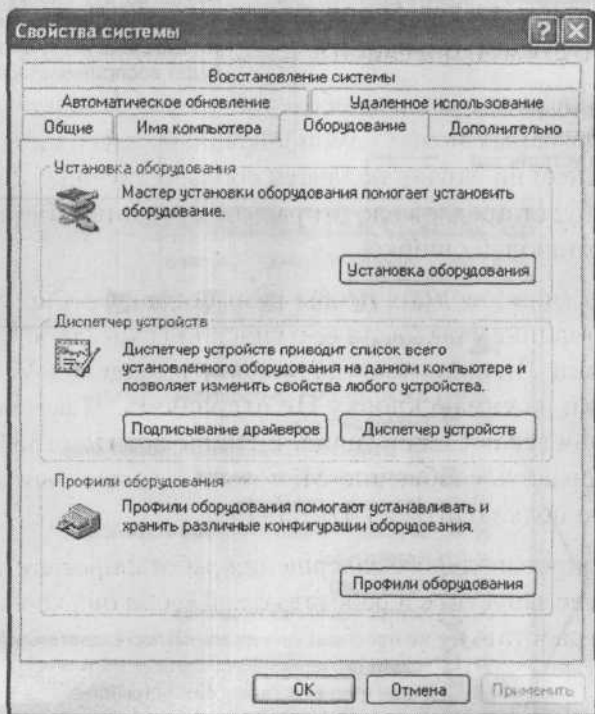 Свойства системы
Восстановление системы
Автоматическое обновление Удаленное использование
Общие Имя компьютера Оборудование Дополнительно
Установка оборудования
Мастер установки оборудования помогает установить
оборудование.
Установка оборудования
Диспетчер устройств
Диспетчер устройств приводит список всего
установленного оборудования на данном компьютере и
позволяет изменить свойства любого устройства.
Подписывание драйверов Диспетчер устройств
Профили оборудования
Профили оборудования помогают устанавливать и
хранить различные конфигурации оборудования.
Профили оборудования
OK Отмена Применить